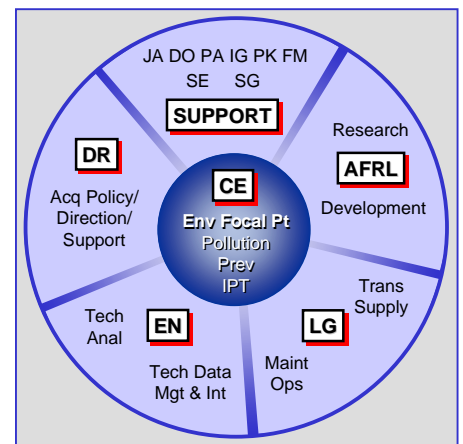 JA DO PA IG PK FM
SE SG
SUPPORT
Research
AFRL
Development
DR
Acq Policy/
Direction/
Support
CE
Env Focal Pt
Pollution
Prev
IPT
Trans
Supply
LG
Maint
Ops
Tech
Anal
EN
Tech Data
Mgt & Int